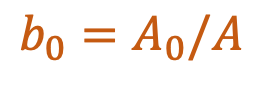 b₀ = A₀/A